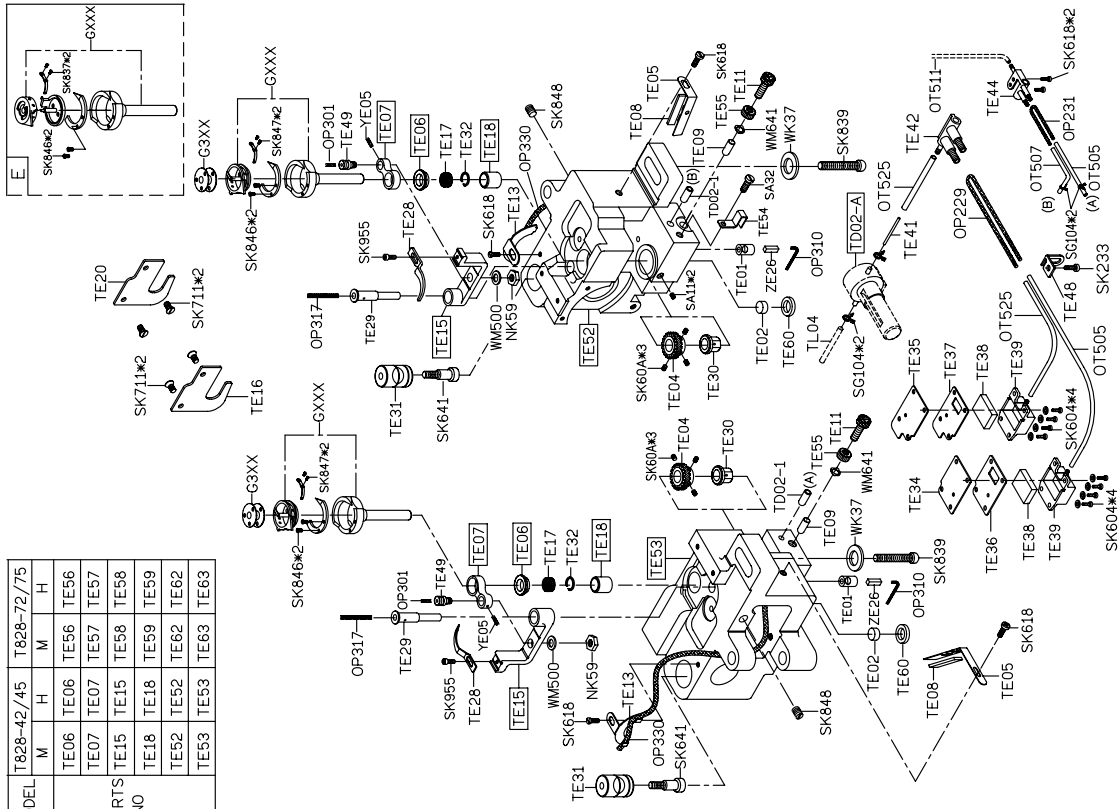 E
GXXX
SK837*2
SK846*2
G3XX
GXXX
SK847*2
SK846*2
OP301
TE49
YE05
TE07
TE06
TE17
TE32
TE18
OP330
SK848
TE08
TE05
SK618
SK955
TE28
SK618
TE13
OP317
TE29
TE15
WM500
NK59
TE52
TE31
SK641
TE20
SK711*2
SK711*2
TE16
TE09
(B)
TD02-1
TE55
TE11
WM641
WK37
SK839
SA32
TE54
TE01
ZE26
OP310
SA11*2
TE02
TE60
SK60A*3
TE04
TE30
OT511
SK618*2
TE44
TE42
OP231
OT507
(B)
OT505
(A)
SG104*2
OT525
OP229
TE41
TD02-A
TL04
SG104*2
SK233
TE48
OT525
OT505
TE35
TE37
TE38
TE39
SK604*4
TE34
TE36
TE38
TE39
SK604*4
G3XX
GXXX
SK847*2
SK846*2
OP301
TE49
YE05
TE07
TE06
TE17
TE32
TE18
TE53
OP317
TE29
SK955
TE28
TE15
WM500
NK59
SK618
TE13
OP330
SK641
TE31
SK848
SK60A*3
TE04
TE30
TE11
TE55
WM641
TD02-1
(A)
TE09
WK37
SK839
TE01
ZE26
OP310
TE02
TE60
TE08
TE05
SK618
DEL T828-42/45 T828-72/75
M H M H
RTS
NO
TE06 TE06 TE56 TE56
TE07 TE07 TE57 TE57
TE15 TE15 TE58 TE58
TE18 TE18 TE59 TE59
TE52 TE52 TE62 TE62
TE53 TE53 TE63 TE63